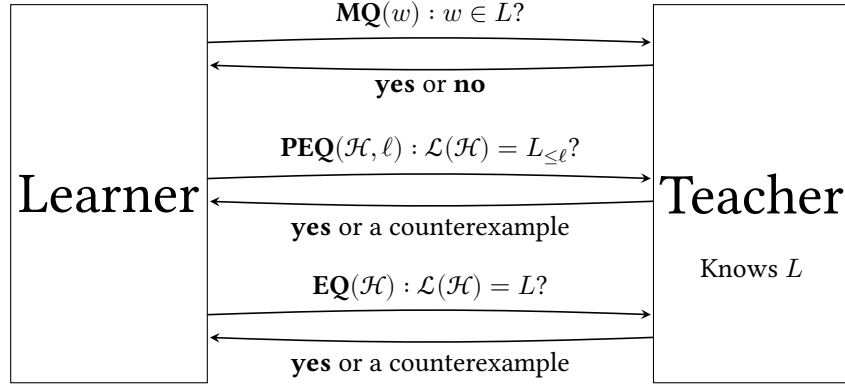 MQ(w) : w ∈ L?
yes or no
PEQ(ℋ, ℓ) : ℒ(ℋ) = L≤ℓ?
Learner
Teacher
yes or a counterexample
Knows L
EQ(ℋ) : ℒ(ℋ) = L?
yes or a counterexample